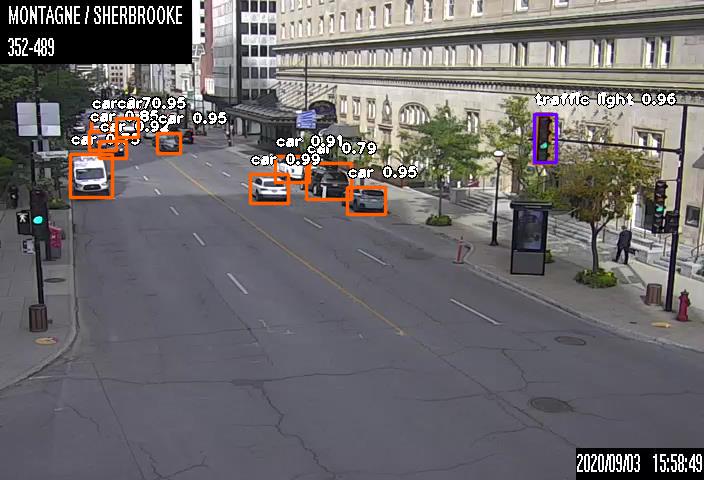 MONTAGNE / SHERBROOKE
352-489
traffic light 0.96
car 0.95
car 0.91
car 0.79
car 0.99
car 0.95
2020/09/03 15:58:49